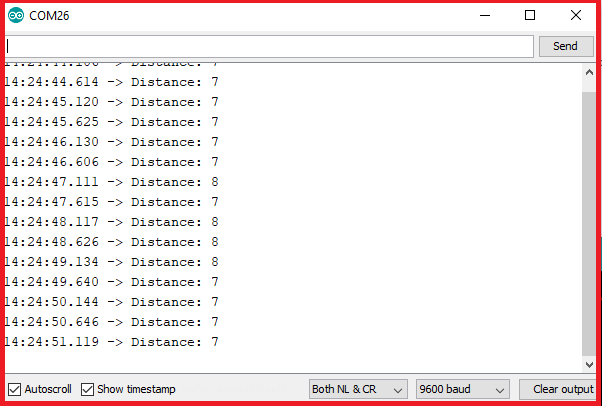 COM26
Send
14:24:44.106 -> Distance: 7
14:24:44.614 -> Distance: 7
14:24:45.120 -> Distance: 7
14:24:45.625 -> Distance: 7
14:24:46.130 -> Distance: 7
14:24:46.606 -> Distance: 7
14:24:47.111 -> Distance: 8
14:24:47.615 -> Distance: 7
14:24:48.117 -> Distance: 8
14:24:48.626 -> Distance: 8
14:24:49.134 -> Distance: 8
14:24:49.640 -> Distance: 7
14:24:50.144 -> Distance: 7
14:24:50.646 -> Distance: 7
14:24:51.119 -> Distance: 7
Autoscroll Show timestamp Both NL & CR 9600 baud Clear output